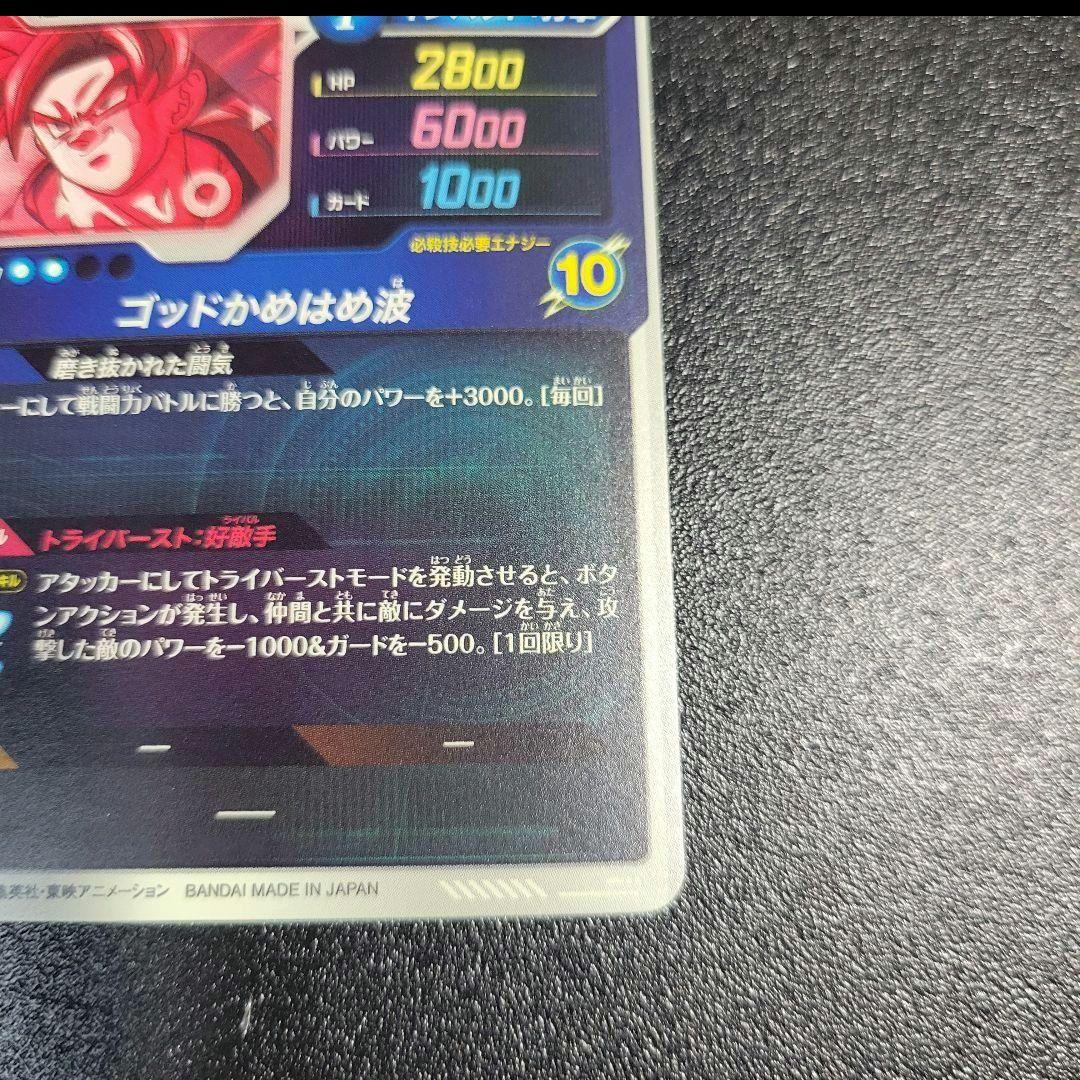 HP 2800
パワー 6000
ガード 1000
必殺技必要エナジー 10
ゴッドかめはめ波
磨き抜かれた闘気
ーにして戦闘力バトルに勝つと、自分のパワーを+3000。[毎回]
トライバースト:好敵手
アタッカーにしてトライバーストモードを発動させると、ボタ
ンアクションが発生し、仲間と共に敵にダメージを与え、攻
撃した敵のパワーを−1000&ガードを−500。[1回限り]
集英社・東映アニメーション BANDAI MADE IN JAPAN